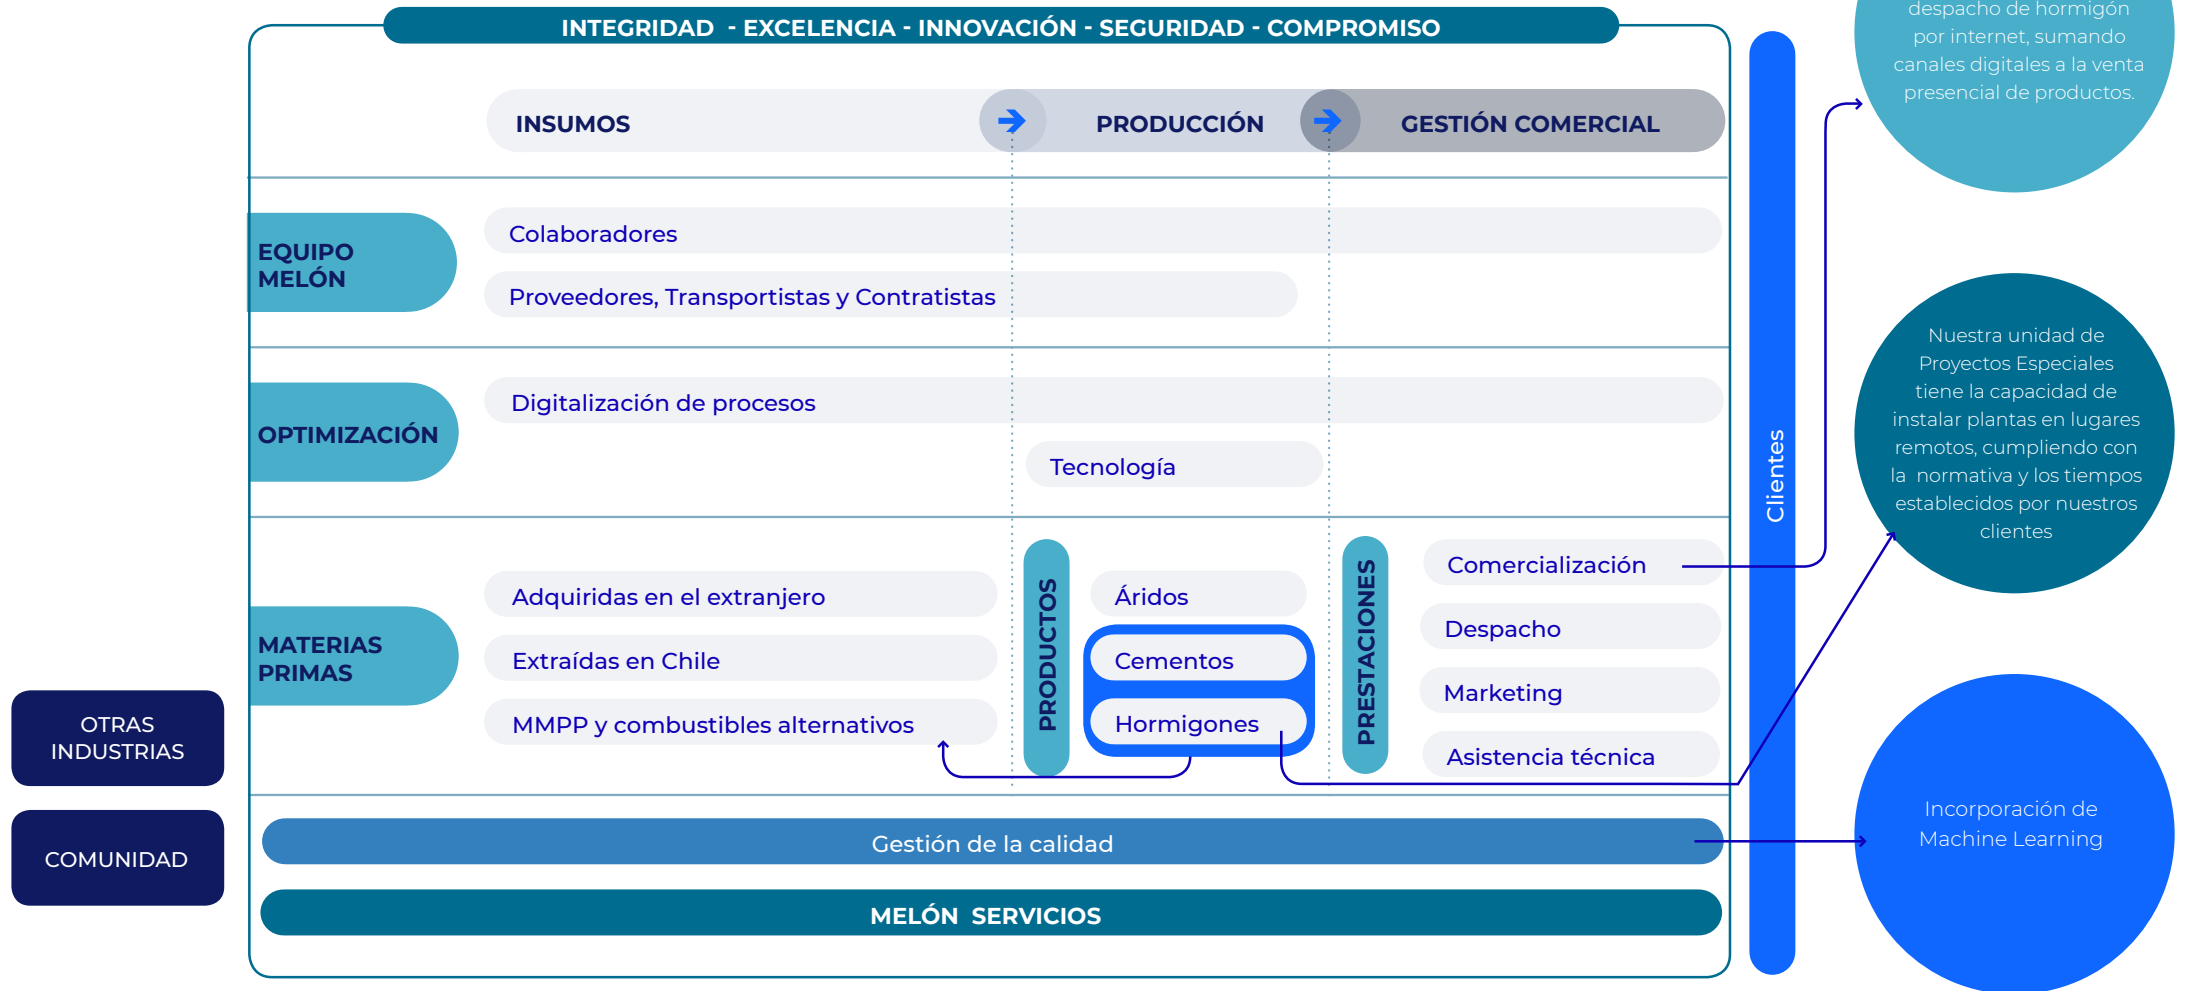 INTEGRIDAD - EXCELENCIA - INNOVACIÓN - SEGURIDAD - COMPROMISO
INSUMOS
PRODUCCIÓN
GESTIÓN COMERCIAL
EQUIPO
MELÓN
Colaboradores
Proveedores, Transportistas y Contratistas
OPTIMIZACIÓN
Digitalización de procesos
Tecnología
MATERIAS
PRIMAS
Adquiridas en el extranjero
Extraídas en Chile
MMPP y combustibles alternativos
PRODUCTOS
Áridos
Cementos
Hormigones
PRESTACIONES
Comercialización
Despacho
Marketing
Asistencia técnica
OTRAS
INDUSTRIAS
COMUNIDAD
Gestión de la calidad
MELÓN SERVICIOS
Clientes
despacho de hormigón
por internet, sumando
canales digitales a la venta
presencial de productos.
Nuestra unidad de
Proyectos Especiales
tiene la capacidad de
instalar plantas en lugares
remotos, cumpliendo con
la normativa y los tiempos
establecidos por nuestros
clientes
Incorporación de
Machine Learning